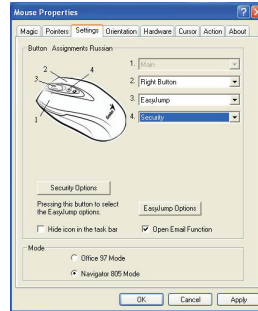 Mouse Properties
Magic Pointers Settings Orientation Hardware Cursor Action About
Button Assignments Russian
1. Main
2. Right Button
3. EasyJump
4. Security
2
4
3
1
Security Options
Pressing this button to select
the EasyJump options.
EasyJump Options
Hide icon in the task bar
Open Email Function
Mode
Office 97 Mode
Navigator 805 Mode
OK Cancel Apply